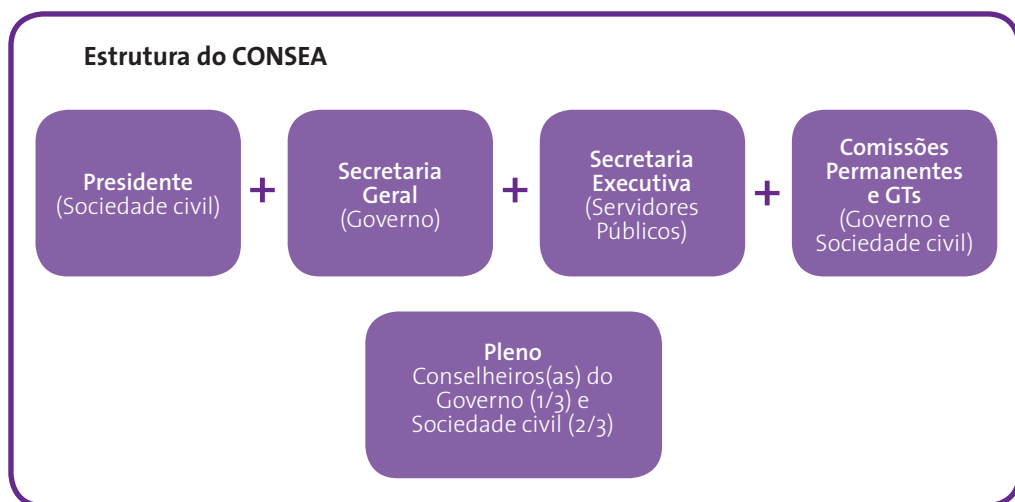 Estrutura do CONSEA
Presidente
(Sociedade civil)
+
Secretaria
Geral
(Governo)
+
Secretaria
Executiva
(Servidores
Públicos)
+
Comissões
Permanentes
e GTs
(Governo e
Sociedade civil)
Pleno
Conselheiros(as) do
Governo (1/3) e
Sociedade civil (2/3)